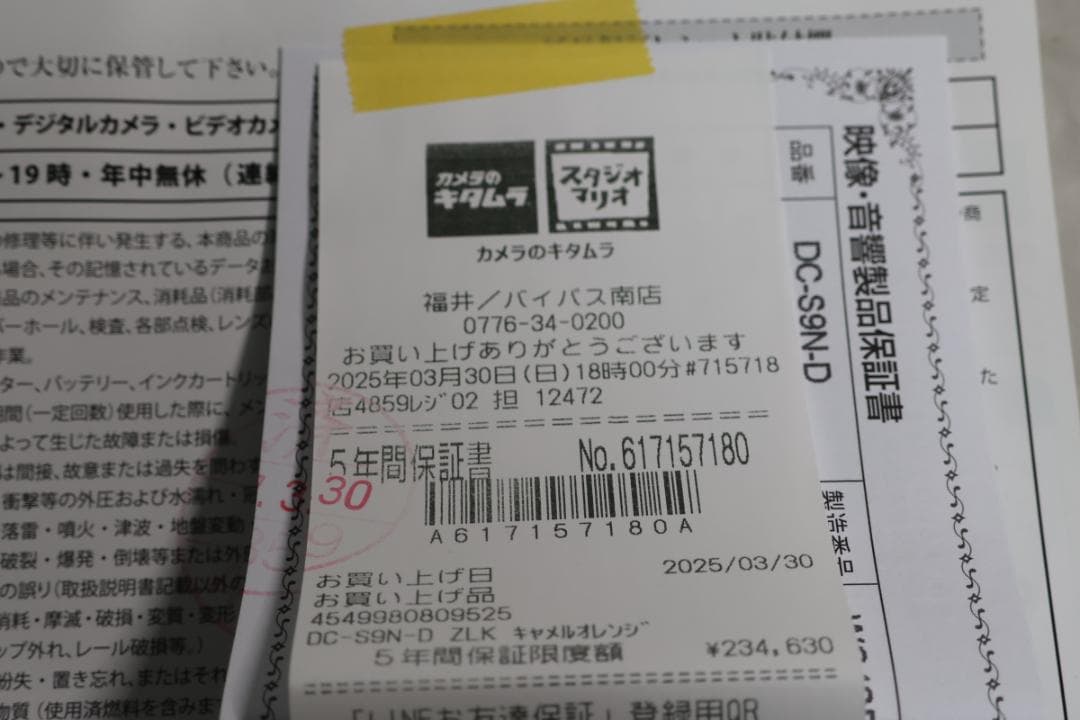 カメラの
キタムラ
スタジオ
マリオ
カメラのキタムラ
福井/バイパス南店
0776-34-0200
お買い上げありがとうございます
2025年03月30日(日)18時00分#715718
店4859レジ02 担 12472
5年間保証書 No.617157180
A617157180A
お買い上げ日 2025/03/30
お買い上げ品
4549980809525
DC-S9N-D ZLK キャメルオレンジ
5年間保証限度額 ¥234,630
「LINEお友達保証」登録用QR
3.30
映像・音響製品保証書
品番
DC-S9N-D
製造番号
商
定
た
ので大切に保管して下さい。
・デジタルカメラ・ビデオカメ
19時・年中無休(連
修理等に伴い発生する、本商品の
場合、その記憶されているデータ
品のメンテナンス、消耗品(消耗部
バーホール、検査、各部点検、レンズ
作業。
ター、バッテリー、インクカートリッ
期間(一定回数)使用した際に、メン
よって生じた故障または損傷。
は間接、故意または過失を問わず
衝撃等の外圧および水濡れ・
落雷・噴火・津波・地盤変動
破裂・爆発・倒壊等または外部
の誤り(取扱説明書記載以外の
消耗・摩滅・破損・変質・変形
ップ外れ、レール破損等。)
紛失・置き忘れ、またはそれ
物質(使用済燃料を含みま